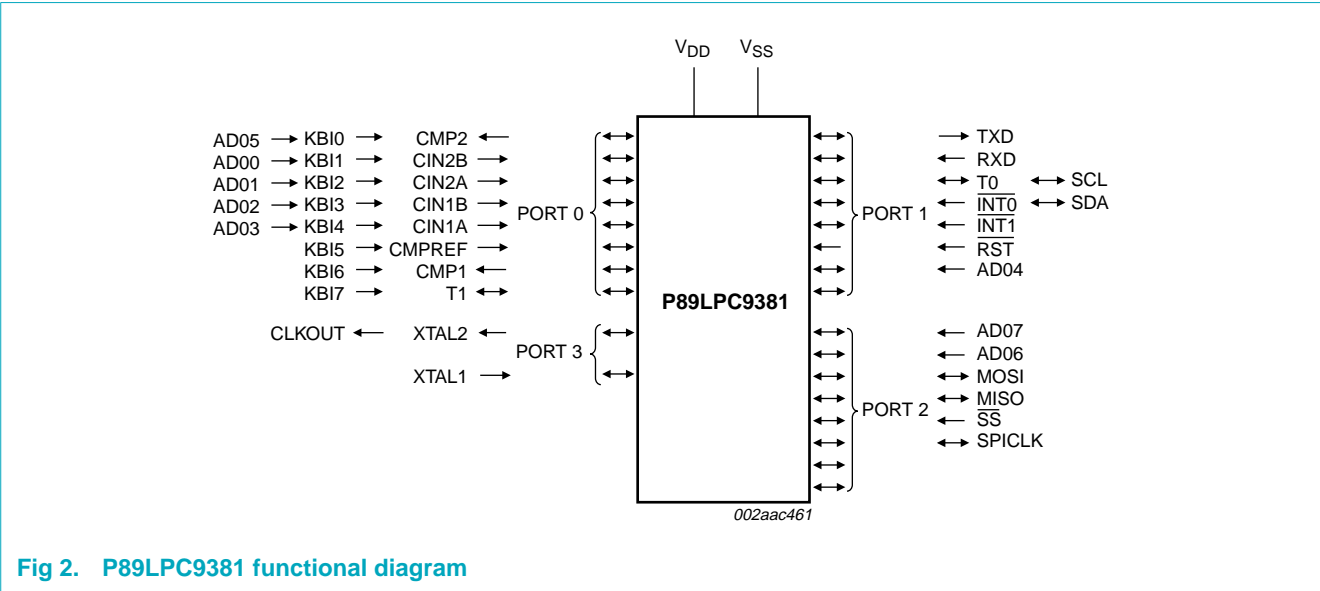 VDD VSS
AD05 KBI0 CMP2 TXD
AD00 KBI1 CIN2B RXD
AD01 KBI2 CIN2A T0 SCL
AD02 KBI3 CIN1B INT0 SDA
PORT 0 PORT 1
AD03 KBI4 CIN1A INT1
KBI5 CMPREF RST
KBI6 CMP1 AD04
KBI7 T1
P89LPC9381
CLKOUT XTAL2 AD07
PORT 3 AD06
XTAL1 MOSI
MISO
PORT 2
SS
SPICLK
002aac461
Fig 2. P89LPC9381 functional diagram